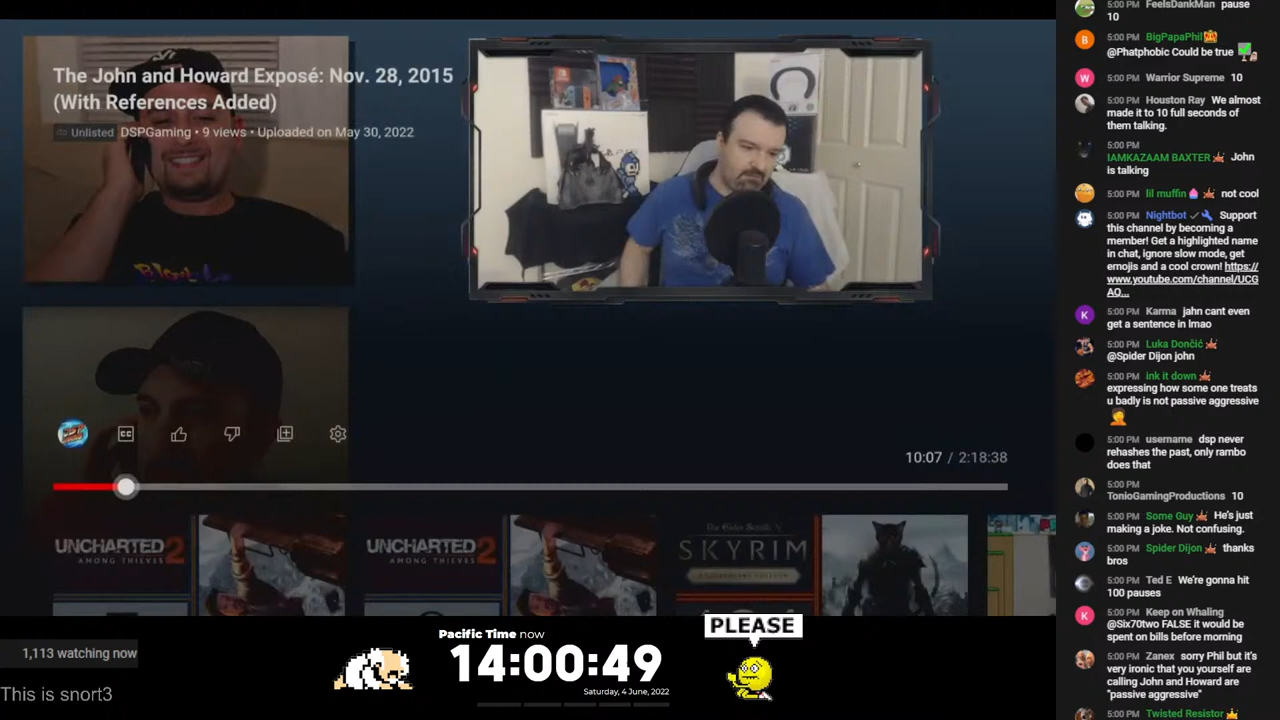 The John and Howard Exposé: Nov. 28, 2015
(With References Added)
Unlisted DSPGaming • 9 views • Uploaded on May 30, 2022
CC
10:07 / 2:18:38
UNCHARTED 2
AMONG THIEVES
UNCHARTED 2
AMONG THIEVES
The Elder Scrolls V
SKYRIM
Pacific Time now
14:00:49
Saturday, 4 June, 2022
PLEASE
1,113 watching now
This is snort3
5:00 PM FeelsDankMan pause
10
5:00 PM BigPapaPhil
@Phatphobic Could be true
5:00 PM Warrior Supreme 10
5:00 PM Houston Ray We almost
made it to 10 full seconds of
them talking.
5:00 PM
IAMKAZAAM BAXTER John
is talking
5:00 PM lil muffin not cool
5:00 PM Nightbot Support
this channel by becoming a
member! Get a highlighted name
in chat, ignore slow mode, get
emojis and a cool crown! https://
www.youtube.com/channel/UCG
AQ...
5:00 PM Karma jahn cant even
get a sentence in lmao
5:00 PM Luka Dončić
@Spider Dijon john
5:00 PM ink it down
expressing how some one treats
u badly is not passive aggressive
5:00 PM username dsp never
rehashes the past, only rambo
does that
5:00 PM
TonioGamingProductions 10
5:00 PM Some Guy He's just
making a joke. Not confusing.
5:00 PM Spider Dijon thanks
bros
5:00 PM Ted E We're gonna hit
100 pauses
5:00 PM Keep on Whaling
@Six70two FALSE it would be
spent on bills before morning
5:00 PM Zanex sorry Phil but it's
very ironic that you yourself are
calling John and Howard are
"passive aggressive"
5:00 PM Twisted Resistor